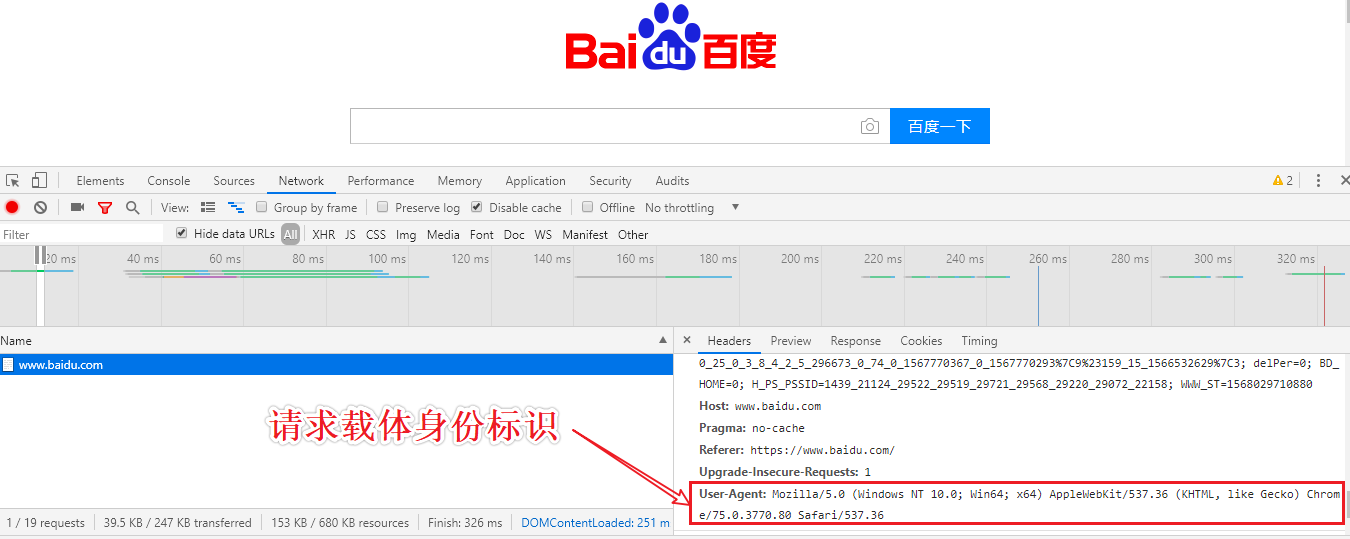 Baidu百度
百度一下
Elements Console Sources Network Performance Memory Application Security Audits 2
View: Group by frame Preserve log Disable cache Offline No throttling
Filter Hide data URLs All XHR JS CSS Img Media Font Doc WS Manifest Other
20 ms 40 ms 60 ms 80 ms 100 ms 120 ms 140 ms 160 ms 180 ms 200 ms 220 ms 240 ms 260 ms 280 ms 300 ms 320 ms
Name
www.baidu.com
请求载体身份标识
1 / 19 requests 39.5 KB / 247 KB transferred 153 KB / 680 KB resources Finish: 326 ms DOMContentLoaded: 251 m
Headers Preview Response Cookies Timing
0_25_0_3_8_4_2_5_296673_0_74_0_1567770367_0_1567770293%7C9%23159_15_1566532629%7C3; delPer=0; BD_
HOME=0; H_PS_PSSID=1439_21124_29522_29519_29721_29568_29220_29072_22158; WWW_ST=1568029710880
Host: www.baidu.com
Pragma: no-cache
Referer: https://www.baidu.com/
Upgrade-Insecure-Requests: 1
User-Agent: Mozilla/5.0 (Windows NT 10.0; Win64; x64) AppleWebKit/537.36 (KHTML, like Gecko) Chrom
e/75.0.3770.80 Safari/537.36